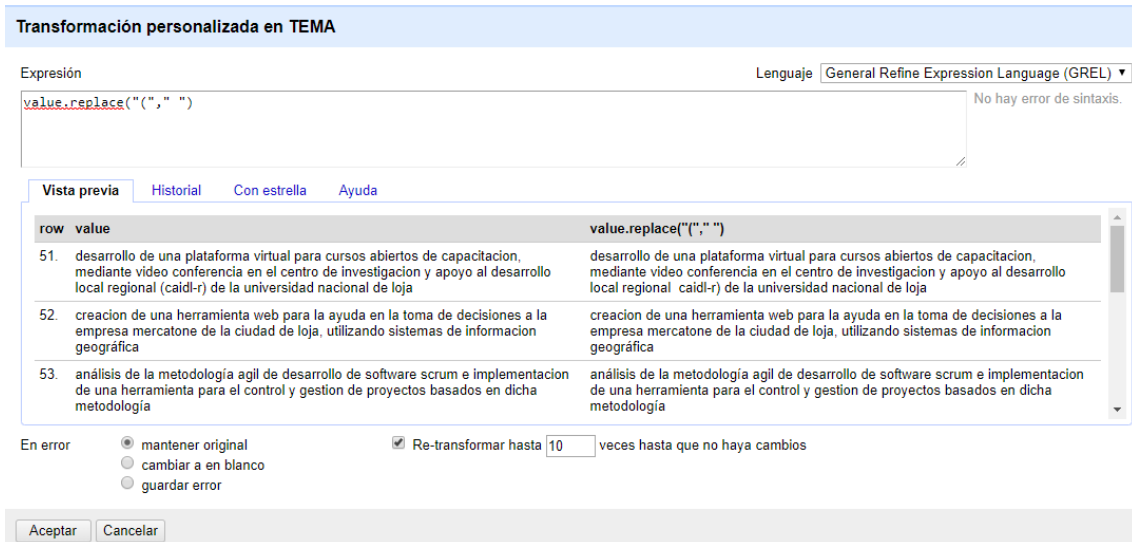 Transformación personalizada en TEMA
Expresión
Lenguaje General Refine Expression Language (GREL)
value.replace("("," ")
No hay error de sintaxis.
Vista previa Historial Con estrella Ayuda
row value value.replace("("," ")
51. desarrollo de una plataforma virtual para cursos abiertos de capacitacion, desarrollo de una plataforma virtual para cursos abiertos de capacitacion,
mediante video conferencia en el centro de investigacion y apoyo al desarrollo mediante video conferencia en el centro de investigacion y apoyo al desarrollo
local regional (caidl-r) de la universidad nacional de loja local regional  caidl-r) de la universidad nacional de loja
52. creacion de una herramienta web para la ayuda en la toma de decisiones a la creacion de una herramienta web para la ayuda en la toma de decisiones a la
empresa mercatone de la ciudad de loja, utilizando sistemas de informacion empresa mercatone de la ciudad de loja, utilizando sistemas de informacion
geográfica geográfica
53. análisis de la metodología agil de desarrollo de software scrum e implementacion análisis de la metodología agil de desarrollo de software scrum e implementacion
de una herramienta para el control y gestion de proyectos basados en dicha de una herramienta para el control y gestion de proyectos basados en dicha
metodología metodología
En error mantener original Re-transformar hasta 10 veces hasta que no haya cambios
cambiar a en blanco
guardar error
Aceptar Cancelar